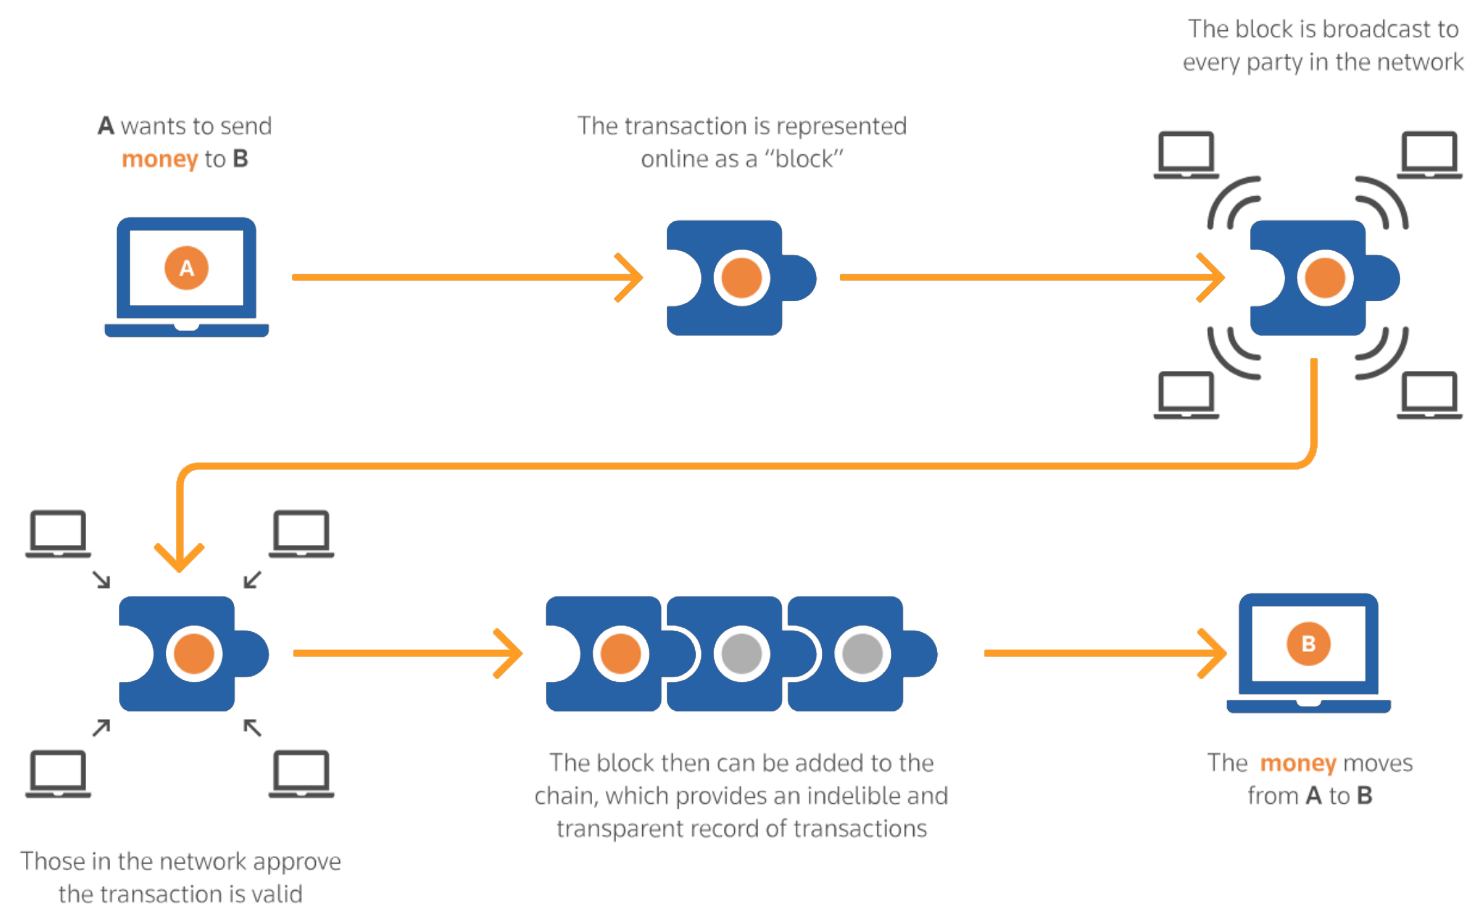 The block is broadcast to
every party in the network
A wants to send
money to B
The transaction is represented
online as a “block”
A
B
The block then can be added to the
chain, which provides an indelible and
transparent record of transactions
The money moves
from A to B
Those in the network approve
the transaction is valid